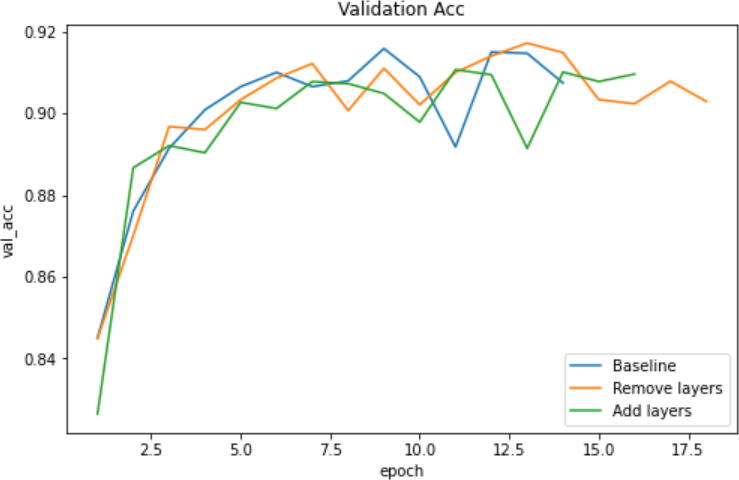 Validation Acc
0.92
0.90
0.88
0.86
0.84
val_acc
2.5 5.0 7.5 10.0 12.5 15.0 17.5
epoch
Baseline
Remove layers
Add layers